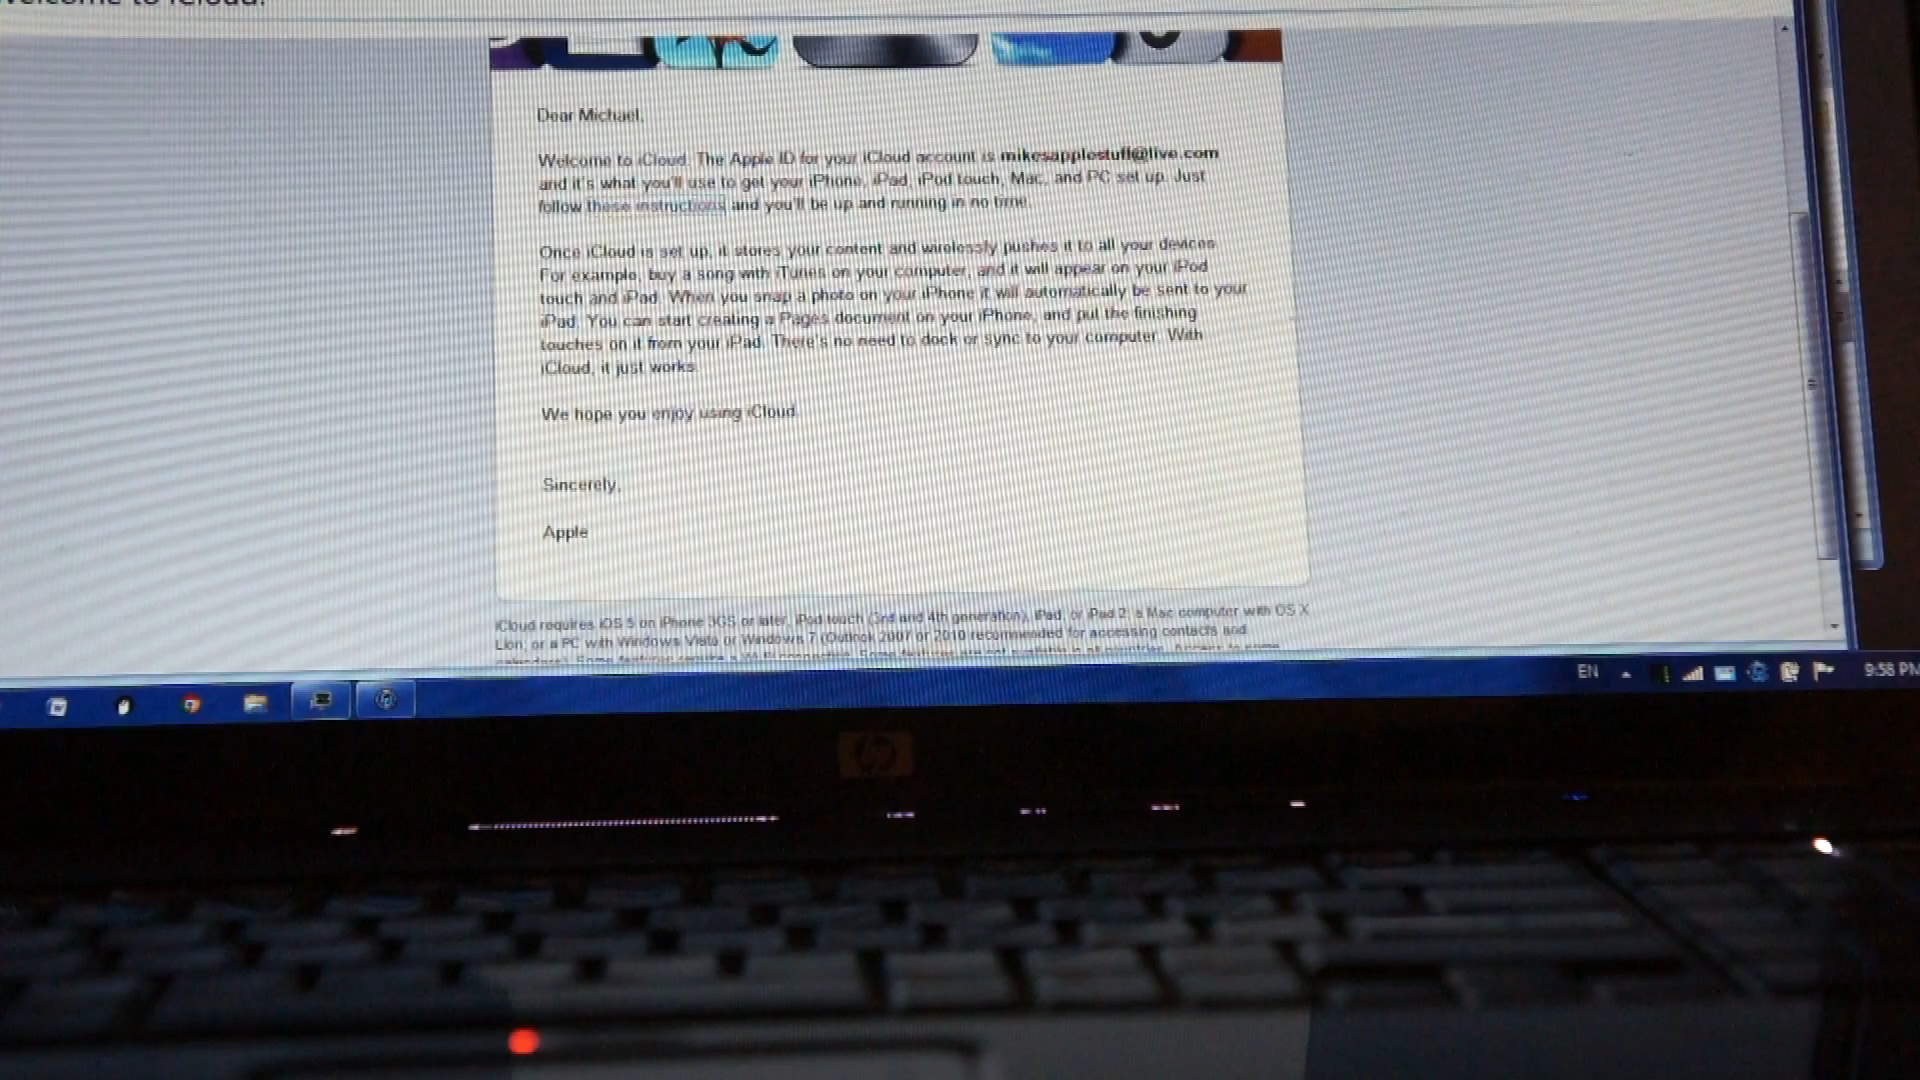 Welcome to iCloud.
Dear Michael,
Welcome to iCloud. The Apple ID for your iCloud account is mikesapplestuff@live.com
and it's what you'll use to get your iPhone, iPad, iPod touch, Mac, and PC set up. Just
follow these instructions and you'll be up and running in no time.
Once iCloud is set up, it stores your content and wirelessly pushes it to all your devices.
For example, buy a song with iTunes on your computer, and it will appear on your iPod
touch and iPad. When you snap a photo on your iPhone it will automatically be sent to your
iPad. You can start creating a Pages document on your iPhone, and put the finishing
touches on it from your iPad. There's no need to dock or sync to your computer. With
iCloud, it just works.
We hope you enjoy using iCloud.
Sincerely,
Apple
iCloud requires iOS 5 on iPhone 3GS or later, iPod touch (3rd and 4th generation), iPad, or iPad 2, a Mac computer with OS X
Lion, or a PC with Windows Vista or Windows 7 (Outlook 2007 or 2010 recommended for accessing contacts and
EN
9:58 PM
hp